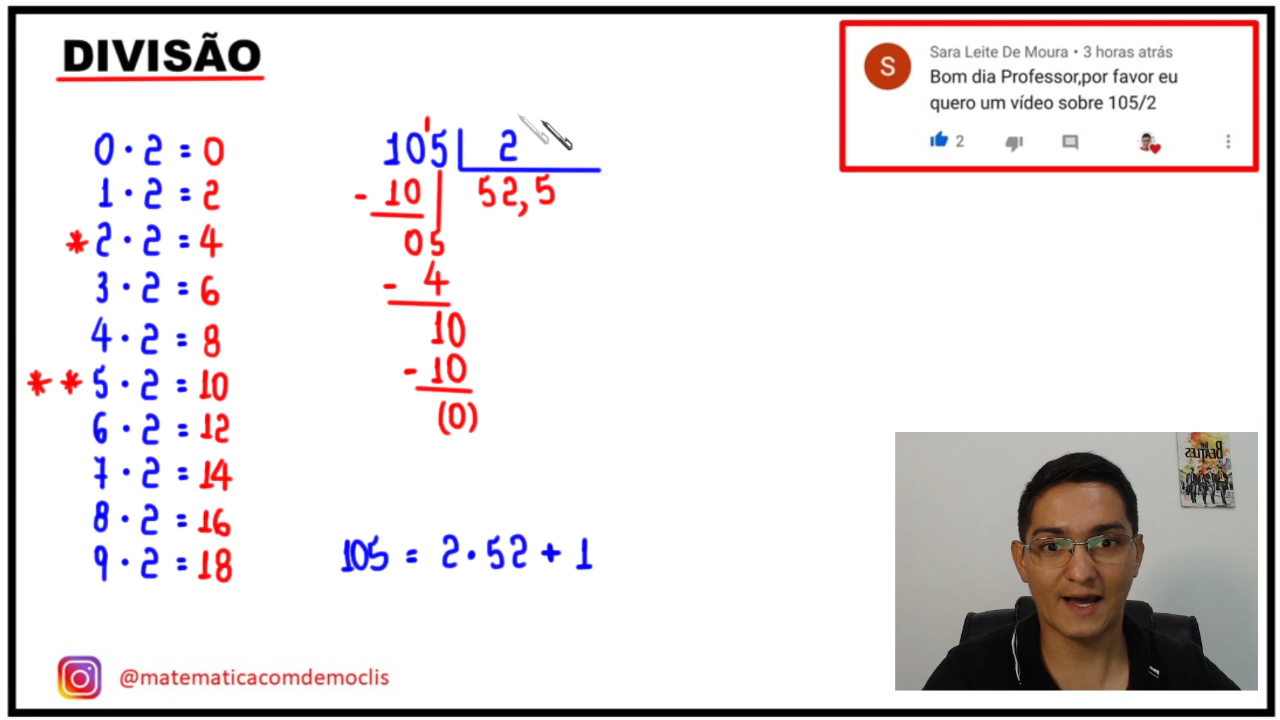 DIVISÃO
0 · 2 = 0
1 · 2 = 2
* 2 · 2 = 4
3 · 2 = 6
4 · 2 = 8
** 5 · 2 = 10
6 · 2 = 12
7 · 2 = 14
8 · 2 = 16
9 · 2 = 18
105 2
- 10 52,5
05
- 4
10
- 10
(0)
105 = 2 · 52 + 1
S Sara Leite De Moura • 3 horas atrás
Bom dia Professor,por favor eu
quero um vídeo sobre 105/2
2
THE BEATLES
@matematicacomdemoclis